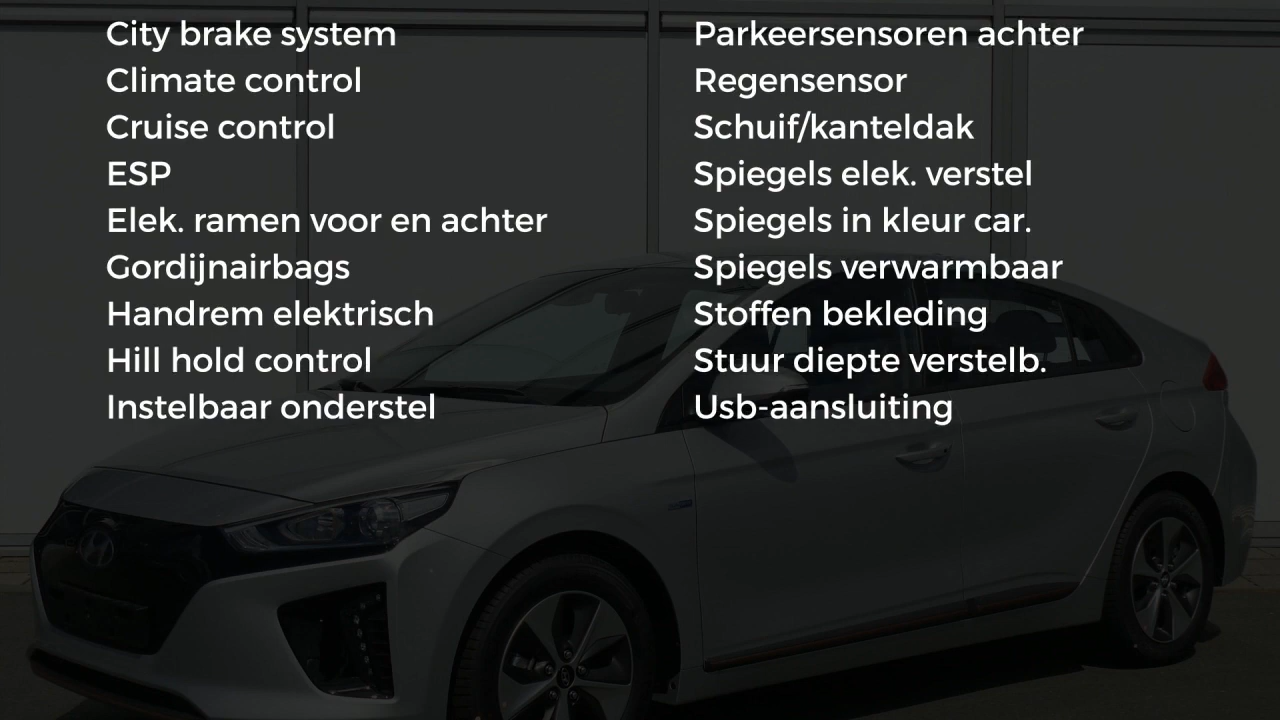 City brake system
Climate control
Cruise control
ESP
Elek. ramen voor en achter
Gordijnairbags
Handrem elektrisch
Hill hold control
Instelbaar onderstel
Parkeersensoren achter
Regensensor
Schuif/kanteldak
Spiegels elek. verstel
Spiegels in kleur car.
Spiegels verwarmbaar
Stoffen bekleding
Stuur diepte verstelb.
Usb-aansluiting